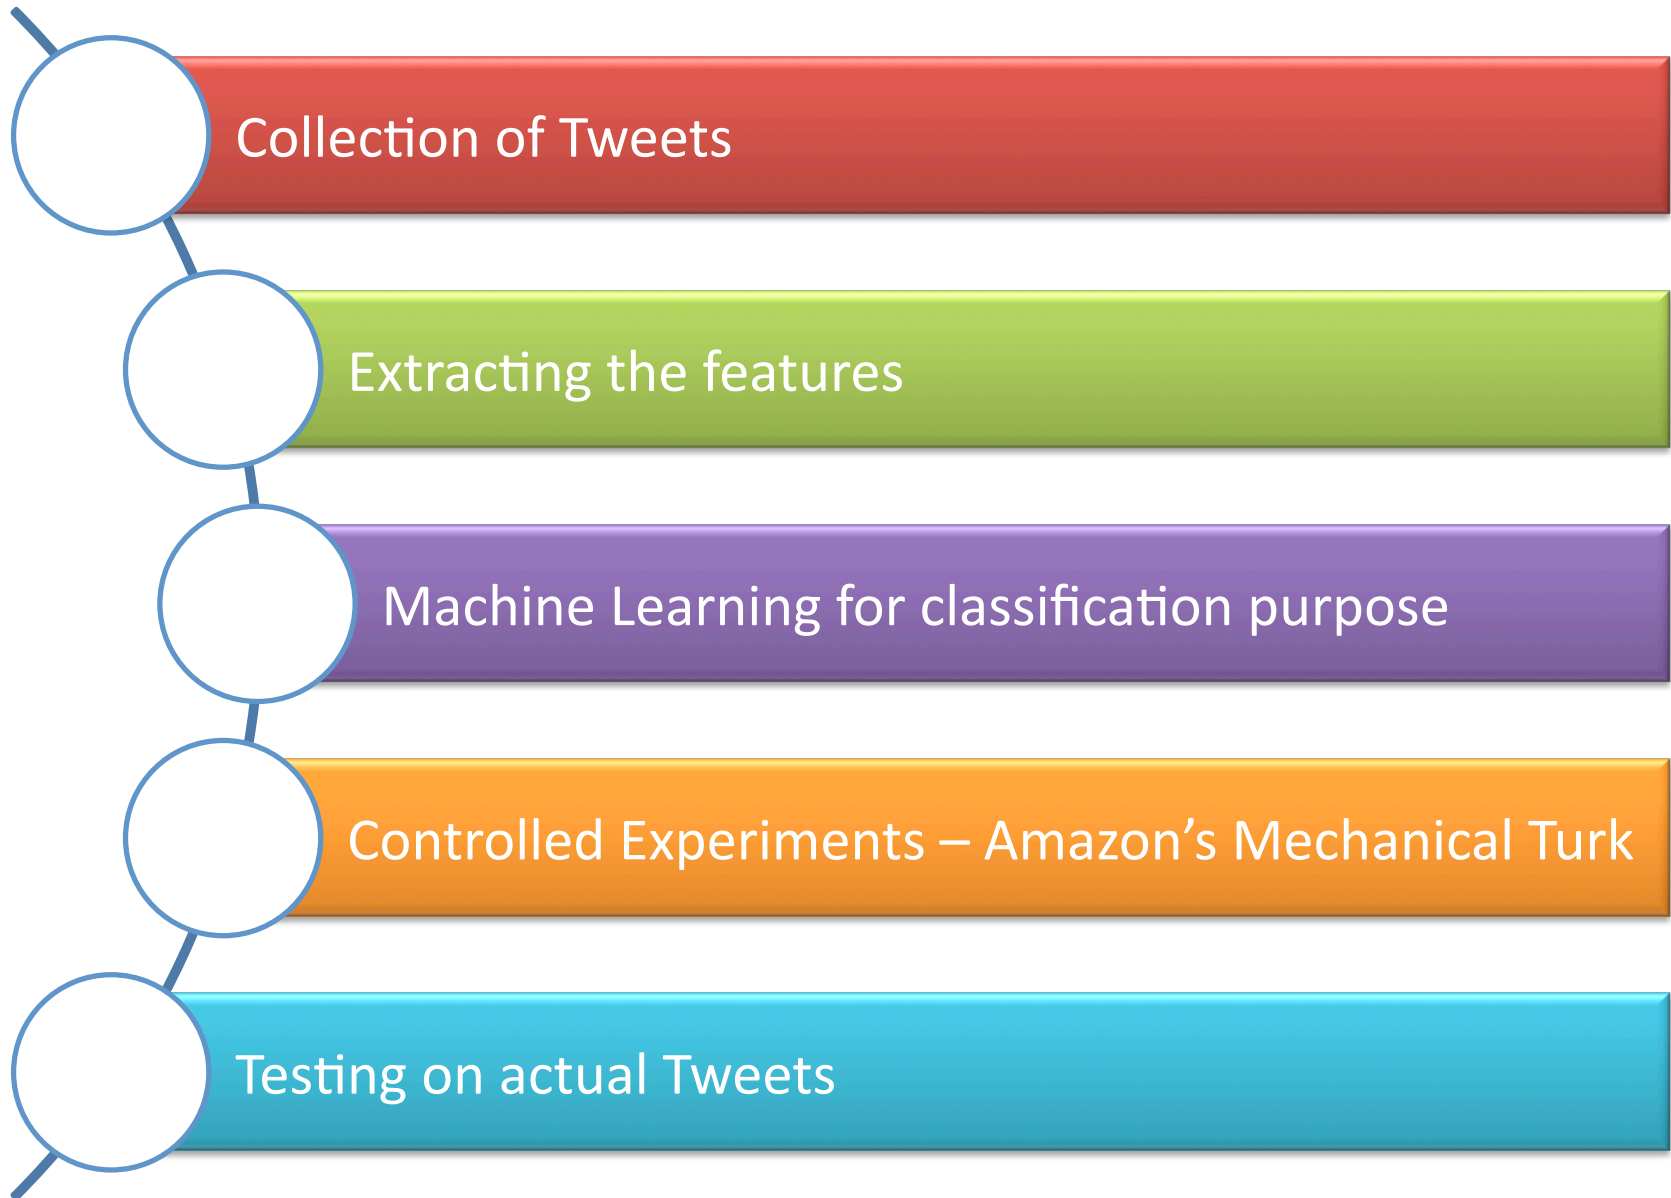 Collection of Tweets
Extracting the features
Machine Learning for classification purpose
Controlled Experiments – Amazon’s Mechanical Turk
Testing on actual Tweets